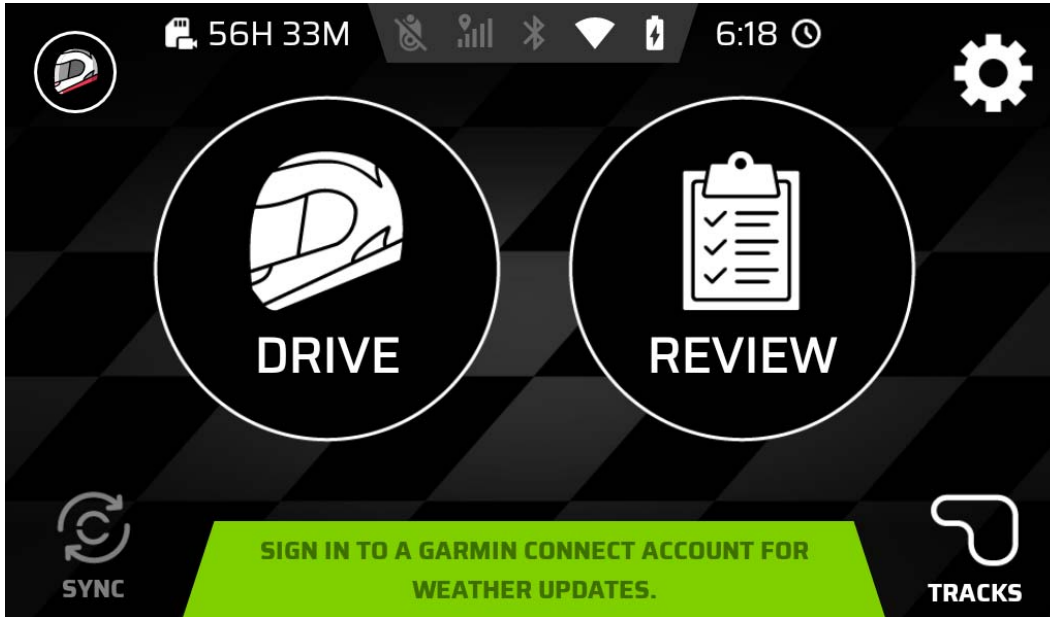 56H 33M
6:18
DRIVE
REVIEW
SYNC
SIGN IN TO A GARMIN CONNECT ACCOUNT FOR
WEATHER UPDATES.
TRACKS